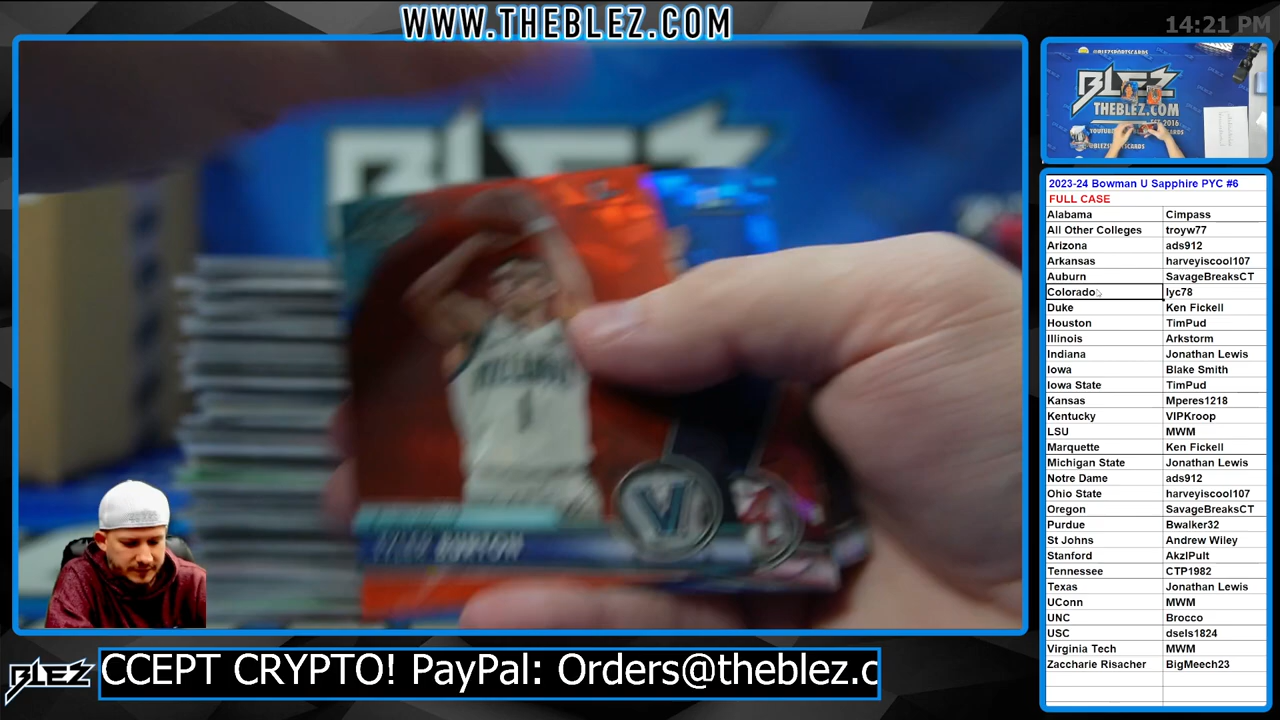 WWW.THEBLEZ.COM
14:21 PM
@BLEZSPORTSCARDS
BLEZ
THEBLEZ.COM
2023-24 Bowman U Sapphire PYC #6
FULL CASE
Alabama Cimpass
All Other Colleges troyw77
Arizona ads912
Arkansas harveyiscool107
Auburn SavageBreaksCT
Colorado lyc78
Duke Ken Fickell
Houston TimPud
Illinois Arkstorm
Indiana Jonathan Lewis
Iowa Blake Smith
Iowa State TimPud
Kansas Mperes1218
Kentucky VIPKroop
LSU MWM
Marquette Ken Fickell
Michigan State Jonathan Lewis
Notre Dame ads912
Ohio State harveyiscool107
Oregon SavageBreaksCT
Purdue Bwalker32
St Johns Andrew Wiley
Stanford AkzlPult
Tennessee CTP1982
Texas Jonathan Lewis
UConn MWM
UNC Brocco
USC dsels1824
Virginia Tech MWM
Zaccharie Risacher BigMeech23
V
BLEZ
CCEPT CRYPTO! PayPal: Orders@theblez.c